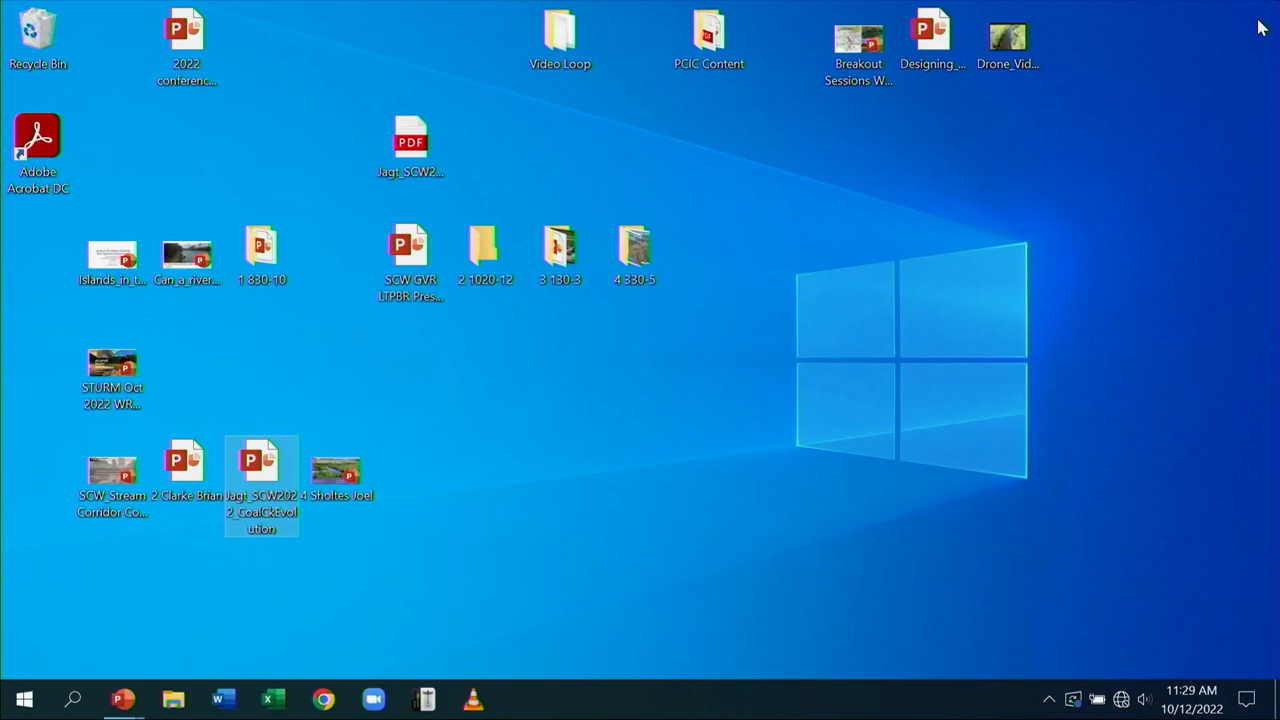 Recycle Bin
2022
conferenc...
Video Loop
PCIC Content
Breakout
Sessions W...
Designing_...
Drone_Vid...
Adobe
Acrobat DC
PDF
Jagt_SCW2...
Islands_in_t...
Can_a_river...
1 830-10
SCW GVR
LTPBR Pres...
2 1020-12
3 130-3
4 330-5
STURM Oct
2022 WR...
SCW_Stream
Corridor Co...
2 Clarke Brian
Jagt_SCW202
2_CoalCkEvol
ution
4 Sholtes Joel
11:29 AM
10/12/2022